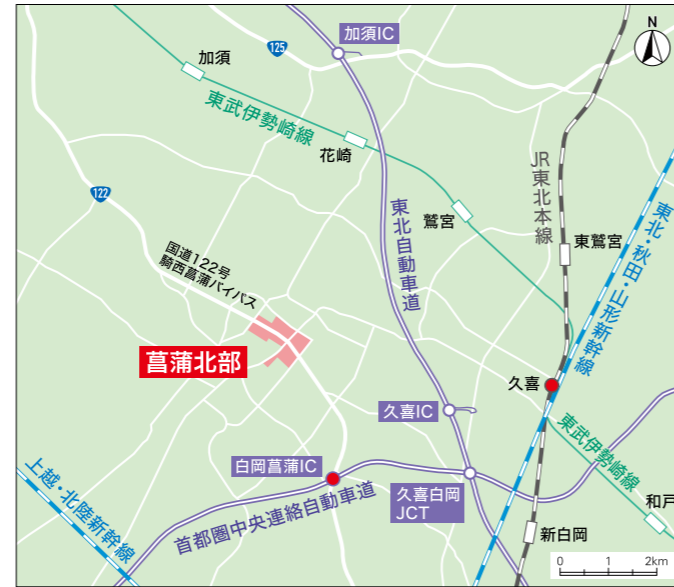 加須IC
N
125
加須
東武伊勢崎線
花崎
JR東北本線
鷲宮
122
東北自動車道
東鷲宮
東北・秋田・山形新幹線
国道122号
騎西菖蒲バイパス
菖蒲北部
久喜
久喜IC
東武伊勢崎線
白岡菖蒲IC
上越・北陸新幹線
首都圏中央連絡自動車道
久喜白岡
JCT
和戸
新白岡
0 1 2km